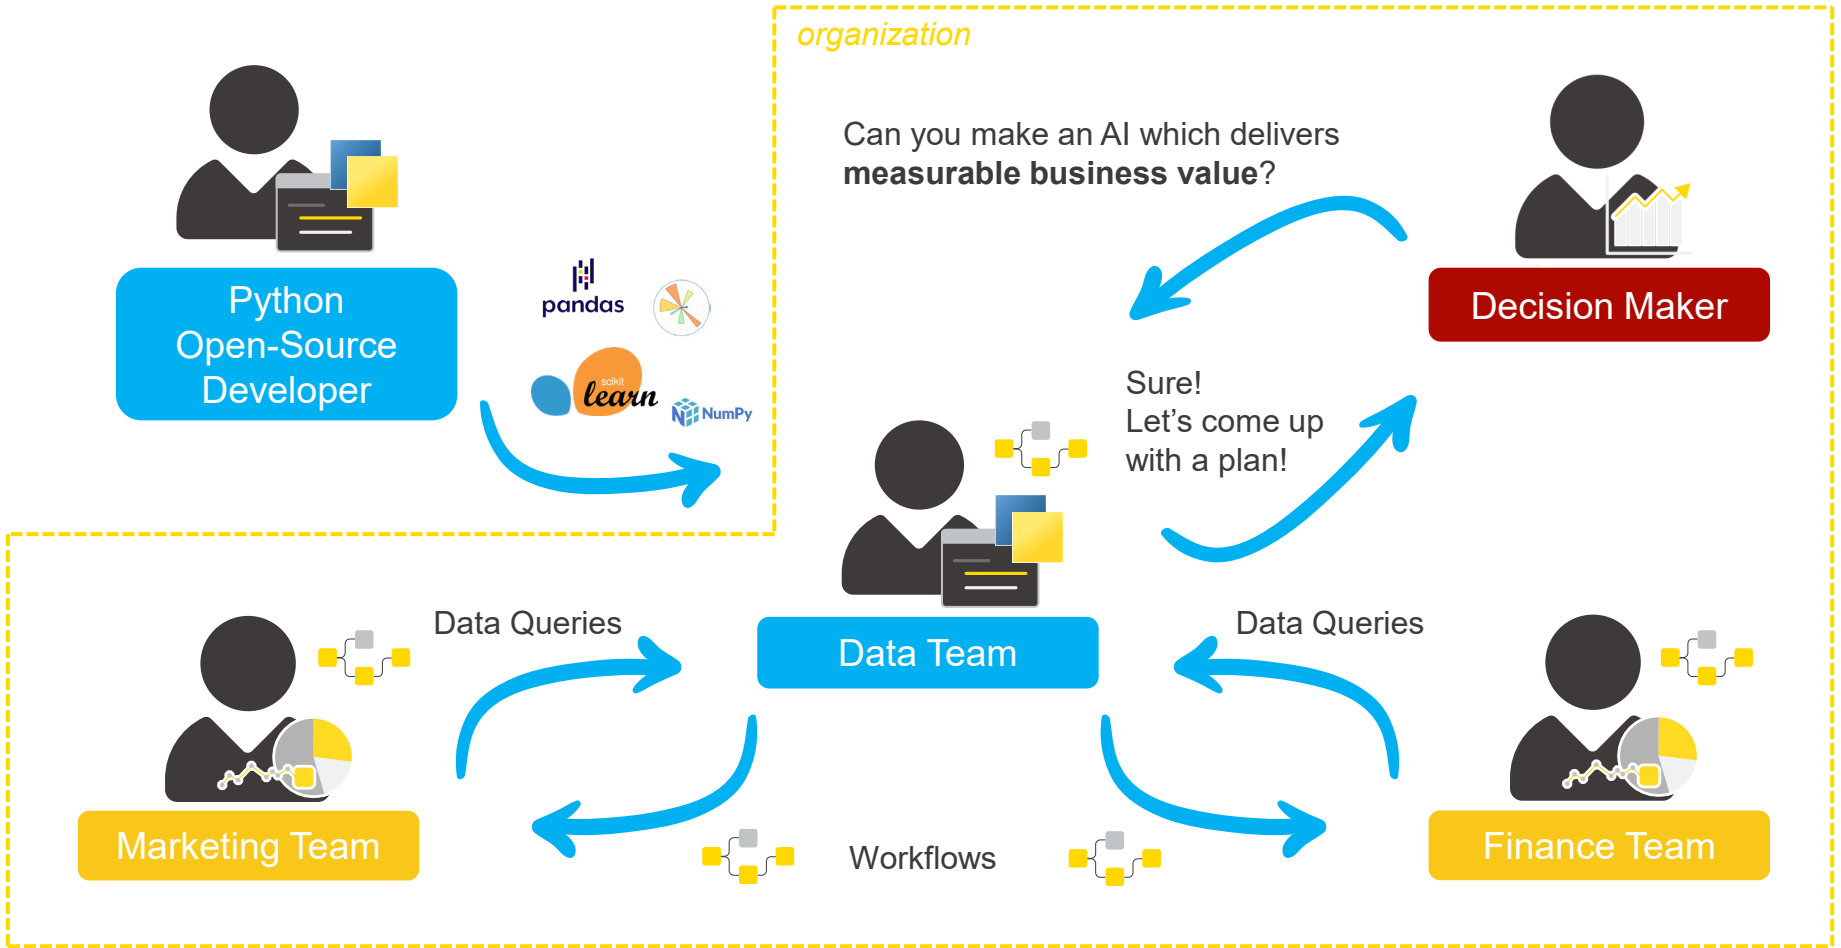 organization
Can you make an AI which delivers
measurable business value?
Python
Open-Source
Developer
pandas
scikit
learn
NumPy
Decision Maker
Sure!
Let’s come up
with a plan!
Data Queries
Data Team
Data Queries
Marketing Team
Workflows
Finance Team